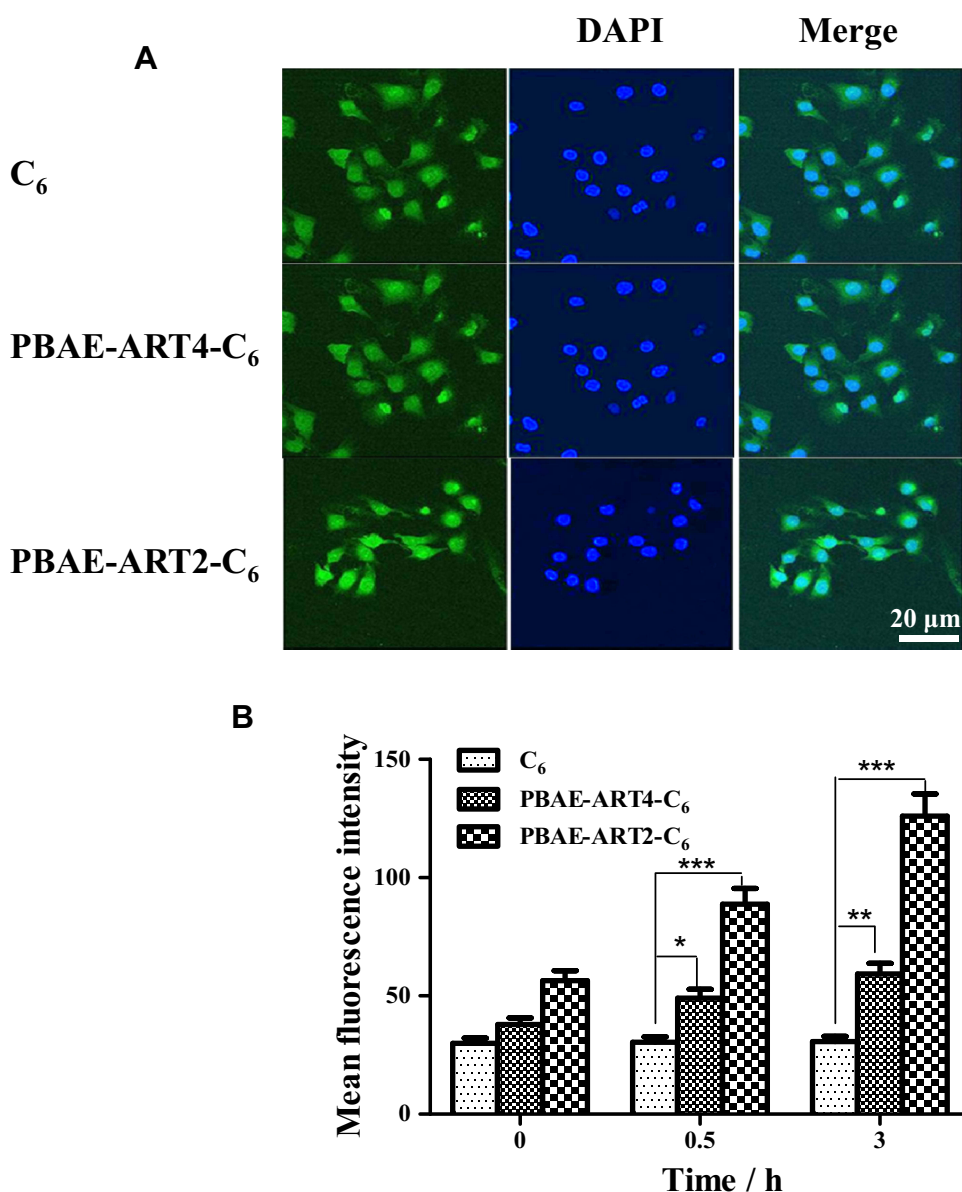 A
DAPI Merge
C₆
PBAE-ART4-C₆
PBAE-ART2-C₆
20 µm
B
Mean fluorescence intensity
150
100
50
0
C₆
PBAE-ART4-C₆
PBAE-ART2-C₆
***
*
***
**
0 0.5 3
Time / h